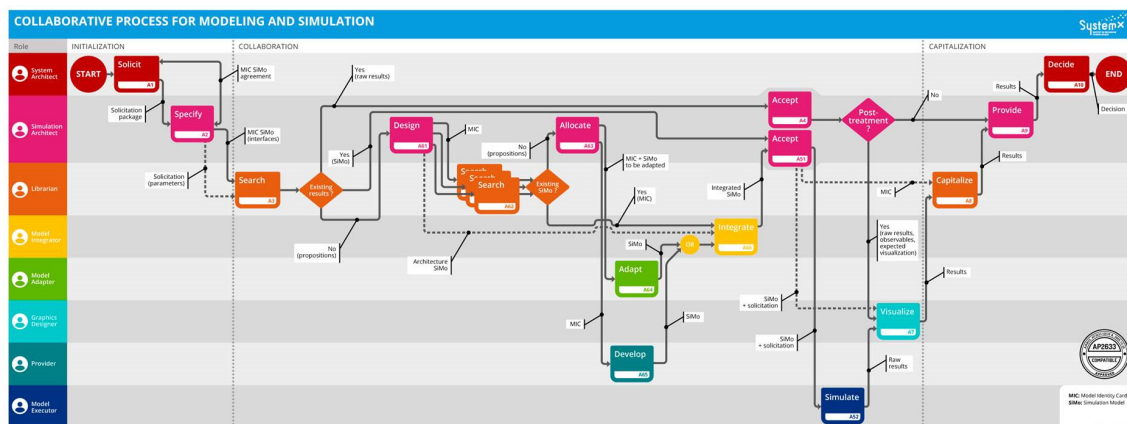 COLLABORATIVE PROCESS FOR MODELING AND SIMULATION
SystemX
Role
INITIALIZATION
COLLABORATION
CAPITALIZATION
System
Architect
START
Solicit
A1
MIC SiMo
agreement
Yes
(raw results)
Results
Decide
A10
END
Decision
Simulation
Architect
Solicitation
package
Specify
A2
MIC SiMo
(interfaces)
Yes
(SiMo)
Design
A61
MIC
No
(propositions)
Allocate
A63
MIC + SiMo
to be adapted
Accept
A4
Accept
A51
Post-
treatment
?
No
Provide
A9
Results
Librarian
Solicitation
(parameters)
Search
A3
Existing
results ?
Search
Search
Search
A62
Existing
SiMo ?
Yes
(MIC)
Integrated
SiMo
MIC
Capitalize
A8
Model
Integrator
No
(propositions)
Architecture
SiMo
SiMo
OR
Integrate
Yes
(raw results,
observables,
expected
visualization)
Model
Adapter
Adapt
A64
Results
Graphics
Designer
MIC
SiMo
SiMo
+ solicitation
Visualize
A7
Provider
Develop
A65
SiMo
+ solicitation
Raw
results
AP2633
COMPATIBLE
Model
Executor
Simulate
A52
MIC: Model Identity Card
SiMo: Simulation Model